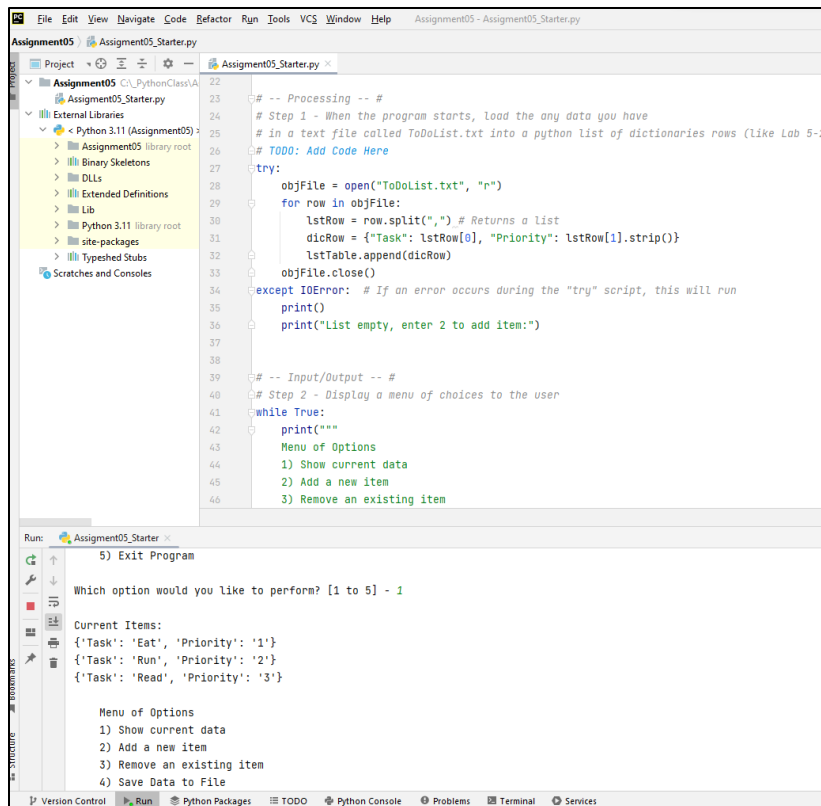 PC File Edit View Navigate Code Refactor Run Tools VCS Window Help Assignment05 - Assigment05_Starter.py
Assignment05 Assigment05_Starter.py
Project Assigment05_Starter.py
Project
Assignment05 C:\_PythonClass\A
Assigment05_Starter.py
External Libraries
< Python 3.11 (Assignment05) >
Assignment05 library root
Binary Skeletons
DLLs
Extended Definitions
Lib
Python 3.11 library root
site-packages
Typeshed Stubs
Scratches and Consoles
22
23 # -- Processing -- #
24 # Step 1 - When the program starts, load the any data you have
25 # in a text file called ToDoList.txt into a python list of dictionaries rows (like Lab 5-2
26 # TODO: Add Code Here
27 try:
28 objFile = open("ToDoList.txt", "r")
29 for row in objFile:
30 lstRow = row.split(",") # Returns a list
31 dicRow = {"Task": lstRow[0], "Priority": lstRow[1].strip()}
32 lstTable.append(dicRow)
33 objFile.close()
34 except IOError: # If an error occurs during the "try" script, this will run
35 print()
36 print("List empty, enter 2 to add item:")
37
38
39 # -- Input/Output -- #
40 # Step 2 - Display a menu of choices to the user
41 while True:
42 print("""
43 Menu of Options
44 1) Show current data
45 2) Add a new item
46 3) Remove an existing item
Run: Assigment05_Starter
5) Exit Program
Which option would you like to perform? [1 to 5] - 1
Current Items:
{'Task': 'Eat', 'Priority': '1'}
{'Task': 'Run', 'Priority': '2'}
{'Task': 'Read', 'Priority': '3'}
Menu of Options
1) Show current data
2) Add a new item
3) Remove an existing item
4) Save Data to File
Bookmarks
Structure
Version Control Run Python Packages TODO Python Console Problems Terminal Services